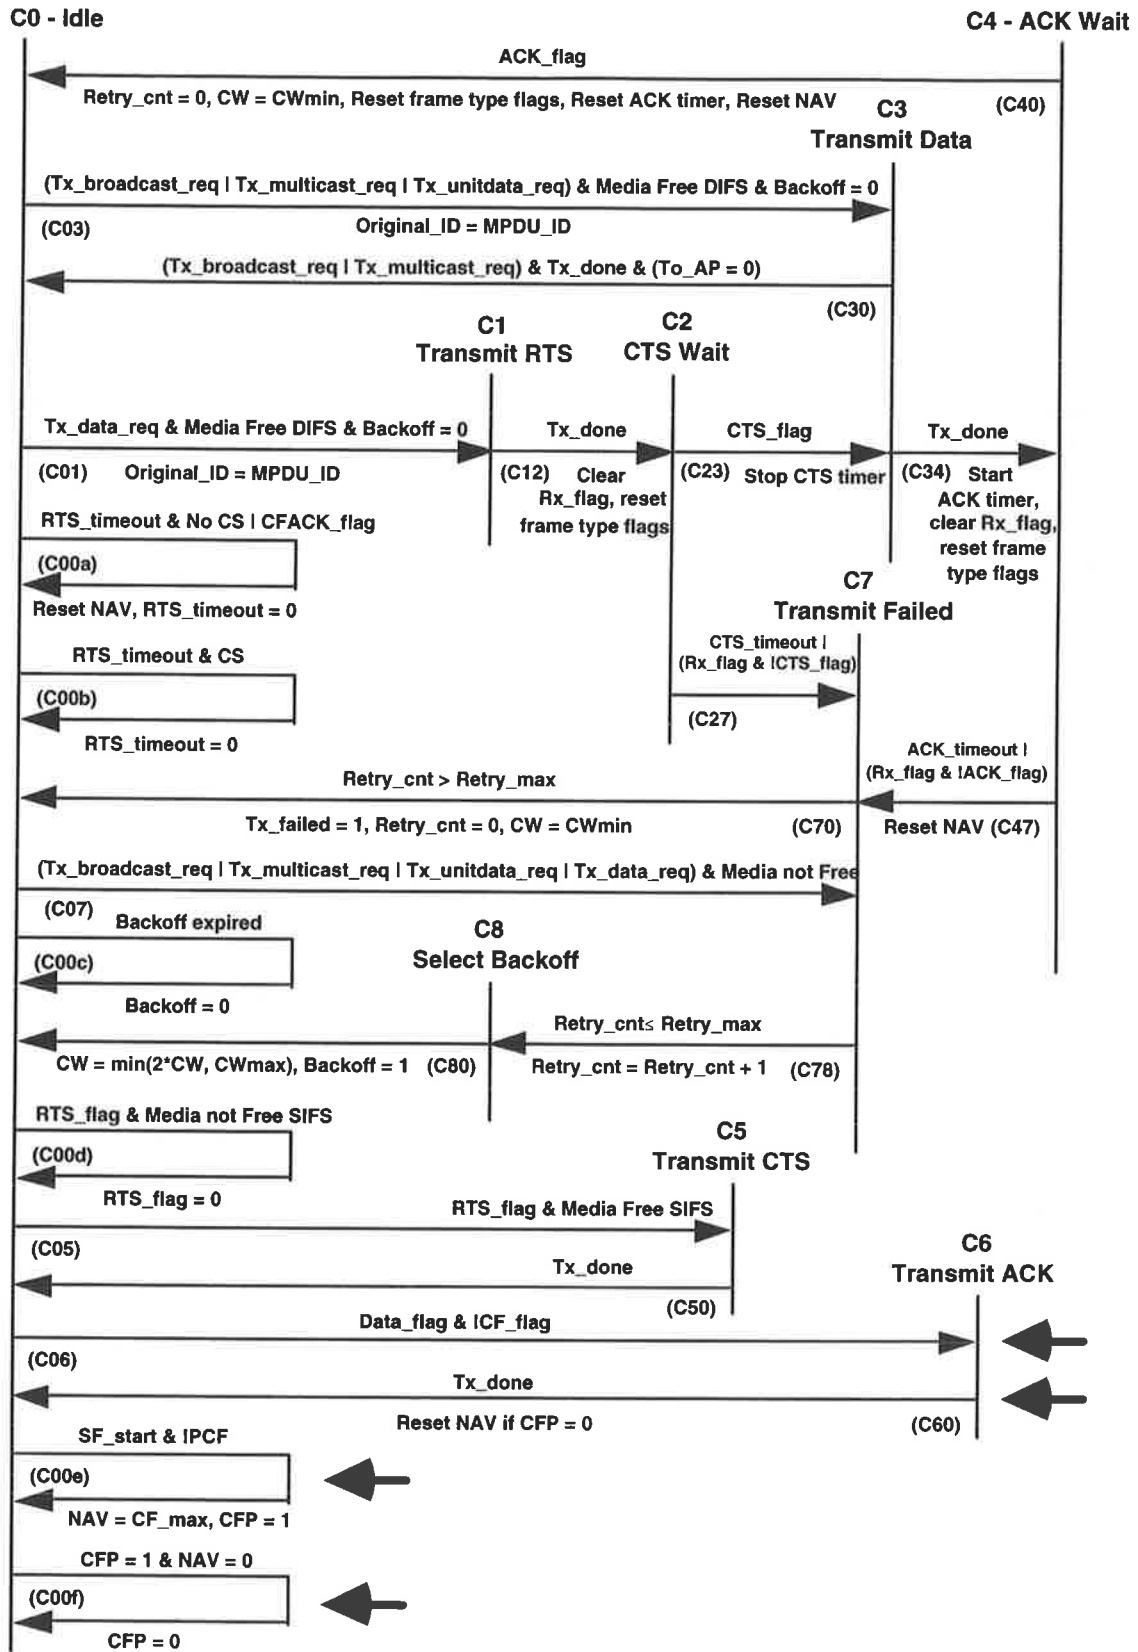 C0 - Idle
C4 - ACK Wait
ACK_flag
Retry_cnt = 0, CW = CWmin, Reset frame type flags, Reset ACK timer, Reset NAV
(C40)
C3
Transmit Data
(Tx_broadcast_req | Tx_multicast_req | Tx_unitdata_req) & Media Free DIFS & Backoff = 0
(C03)
Original_ID = MPDU_ID
(Tx_broadcast_req | Tx_multicast_req) & Tx_done & (To_AP = 0)
(C30)
C1
Transmit RTS
C2
CTS Wait
Tx_data_req & Media Free DIFS & Backoff = 0
(C01) Original_ID = MPDU_ID
Tx_done
(C12) Clear
Rx_flag, reset
frame type flags
CTS_flag
(C23) Stop CTS timer
Tx_done
(C34) Start
ACK timer,
clear Rx_flag,
reset frame
type flags
RTS_timeout & No CS | CFACK_flag
(C00a)
Reset NAV, RTS_timeout = 0
C7
Transmit Failed
RTS_timeout & CS
(C00b)
RTS_timeout = 0
CTS_timeout |
(Rx_flag & !CTS_flag)
(C27)
ACK_timeout |
(Rx_flag & !ACK_flag)
Reset NAV (C47)
Retry_cnt > Retry_max
Tx_failed = 1, Retry_cnt = 0, CW = CWmin
(C70)
(Tx_broadcast_req | Tx_multicast_req | Tx_unitdata_req | Tx_data_req) & Media not Free
(C07)
Backoff expired
(C00c)
Backoff = 0
C8
Select Backoff
Retry_cnt≤ Retry_max
Retry_cnt = Retry_cnt + 1 (C78)
CW = min(2*CW, CWmax), Backoff = 1 (C80)
RTS_flag & Media not Free SIFS
(C00d)
RTS_flag = 0
C5
Transmit CTS
RTS_flag & Media Free SIFS
(C05)
Tx_done
(C50)
C6
Transmit ACK
Data_flag & !CF_flag
(C06)
Tx_done
Reset NAV if CFP = 0
(C60)
SF_start & !PCF
(C00e)
NAV = CF_max, CFP = 1
CFP = 1 & NAV = 0
(C00f)
CFP = 0